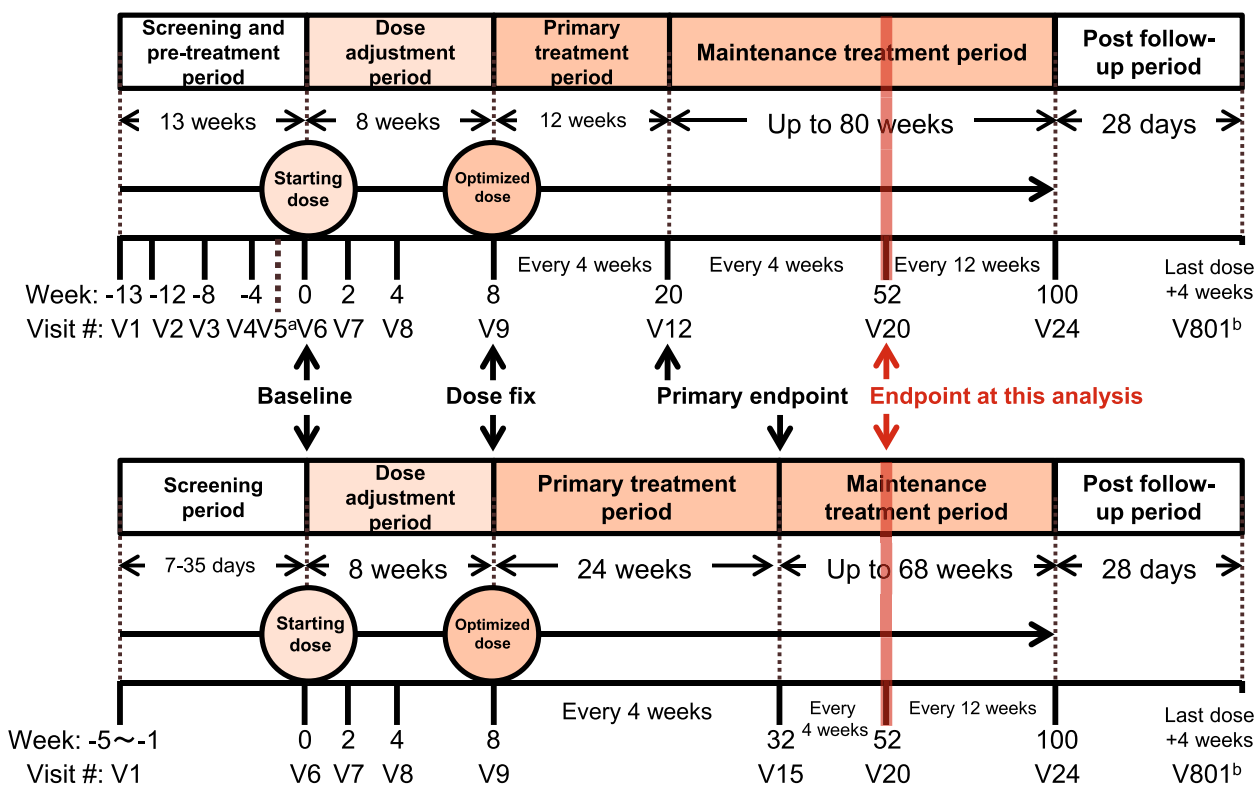 Screening and
pre-treatment
period
Dose
adjustment
period
Primary
treatment
period
Maintenance treatment period
Post follow-
up period
13 weeks
8 weeks
12 weeks
Up to 80 weeks
28 days
Starting
dose
Optimized
dose
Every 4 weeks
Every 4 weeks
Every 12 weeks
Last dose
+4 weeks
Week: -13 -12 -8 -4 0 2 4 8 20 52 100
Visit #: V1 V2 V3 V4 V5ᵃ V6 V7 V8 V9 V12 V20 V24 V801ᵇ
Baseline
Dose fix
Primary endpoint
Endpoint at this analysis
Screening
period
Dose
adjustment
period
Primary treatment
period
Maintenance
treatment period
Post follow-
up period
7-35 days
8 weeks
24 weeks
Up to 68 weeks
28 days
Starting
dose
Optimized
dose
Every 4 weeks
Every
4 weeks
Every 12 weeks
Last dose
+4 weeks
Week: -5~-1 0 2 4 8 32 52 100
Visit #: V1 V6 V7 V8 V9 V15 V20 V24 V801ᵇ